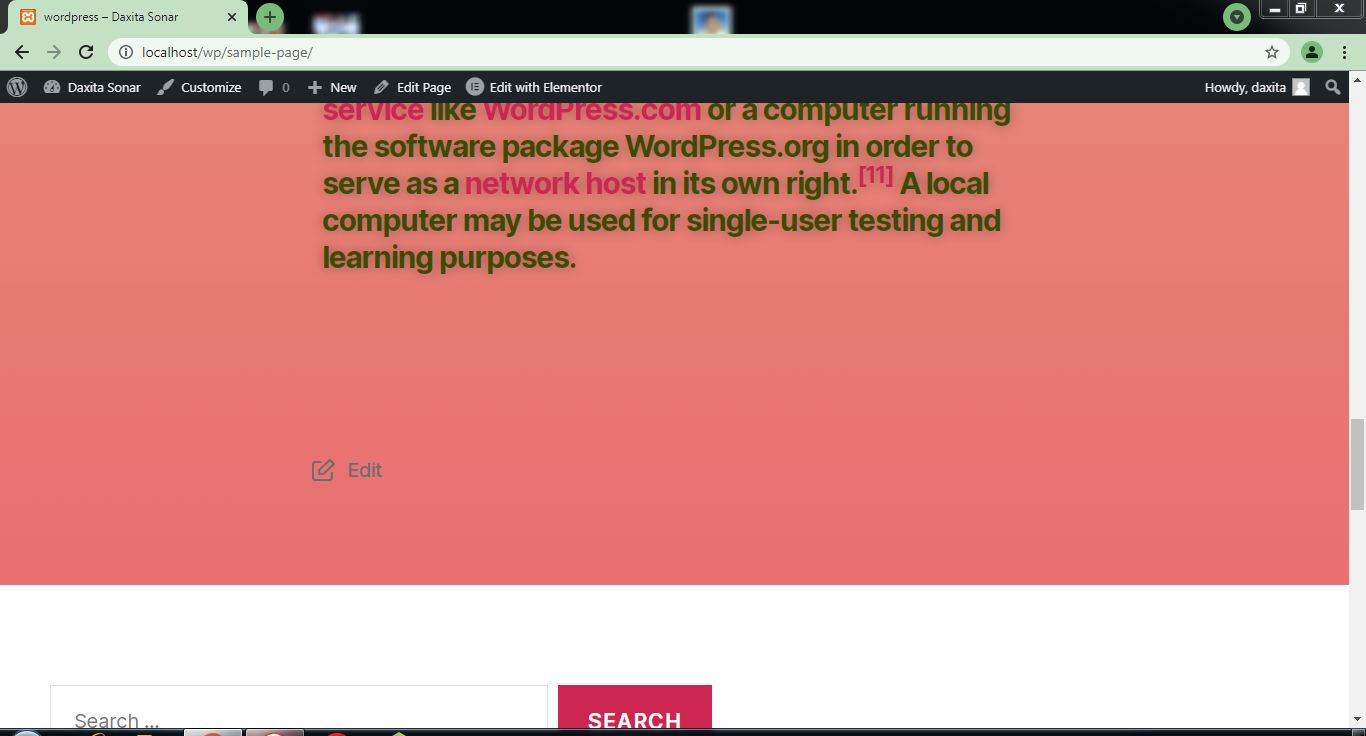 wordpress – Daxita Sonar
localhost/wp/sample-page/
Daxita Sonar Customize 0 New Edit Page Edit with Elementor Howdy, daxita
service like WordPress.com or a computer running
the software package WordPress.org in order to
serve as a network host in its own right.[11] A local
computer may be used for single-user testing and
learning purposes.
Edit
Search ...
SEARCH